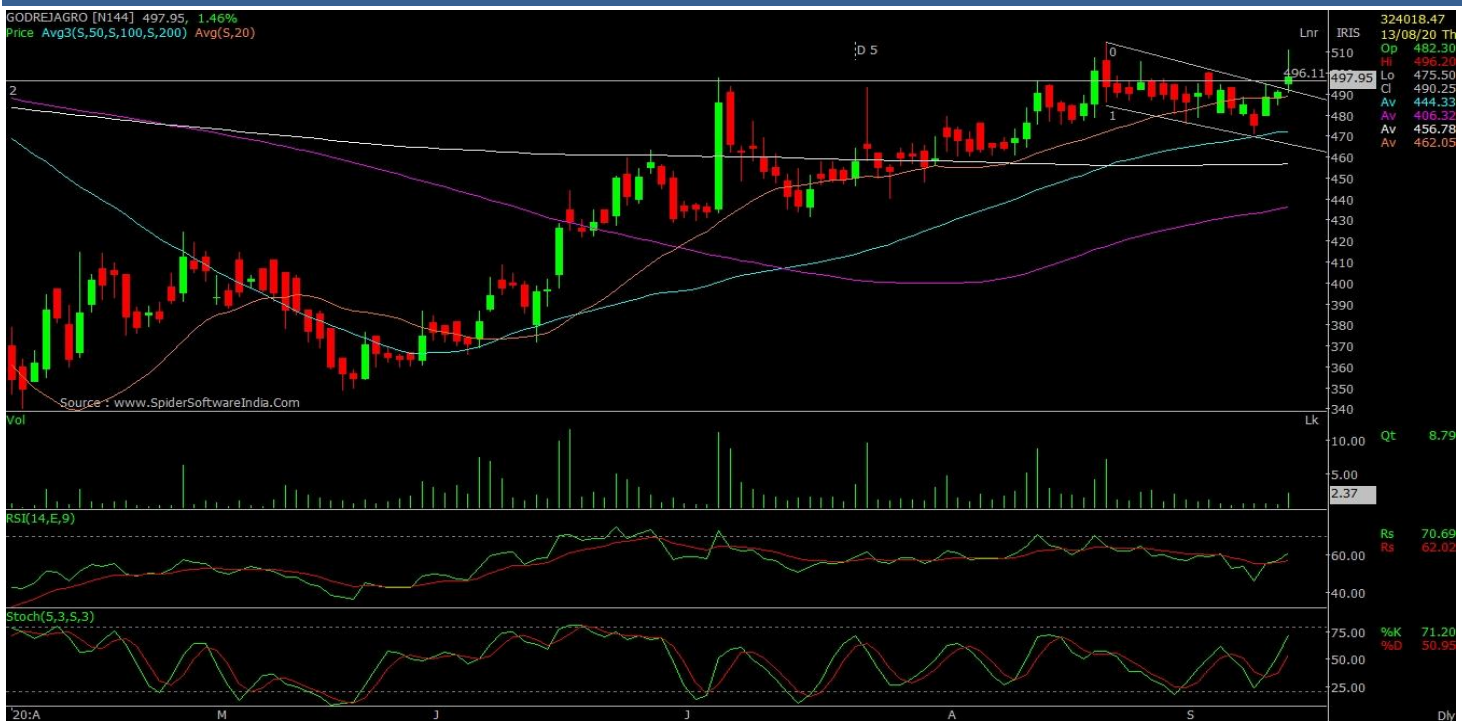 GODREJAGRO [N144] 497.95, 1.46%
Price Avg3(S,50,S,100,S,200) Avg(S,20)
Lnr
IRIS
324018.47
13/08/20 Th
Op 482.30
Hi 496.20
Lo 475.50
Cl 490.25
Av 444.33
Av 406.32
Av 456.78
Av 462.05
D 5
0
1
2
496.11
510
497.95
490
480
470
460
450
440
430
420
410
400
390
380
370
360
350
340
Source : www.SpiderSoftwareIndia.Com
Vol
Lk
10.00
5.00
2.37
Qt 8.79
RSI(14,E,9)
60.00
40.00
Rs 70.69
Rs 62.02
Stoch(5,3,S,3)
75.00
50.00
25.00
%K 71.20
%D 50.95
'20:A M J J A S Dly